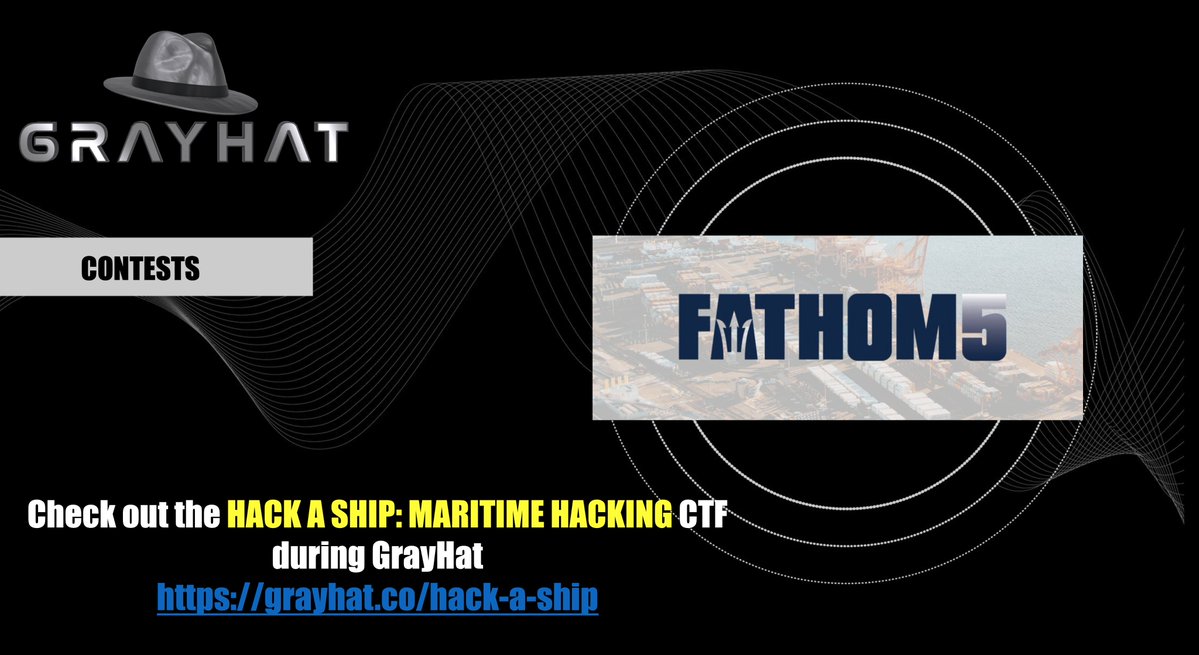 GRAYHAT
CONTESTS
FATHOM5
Check out the HACK A SHIP: MARITIME HACKING CTF
during GrayHat
https://grayhat.co/hack-a-ship